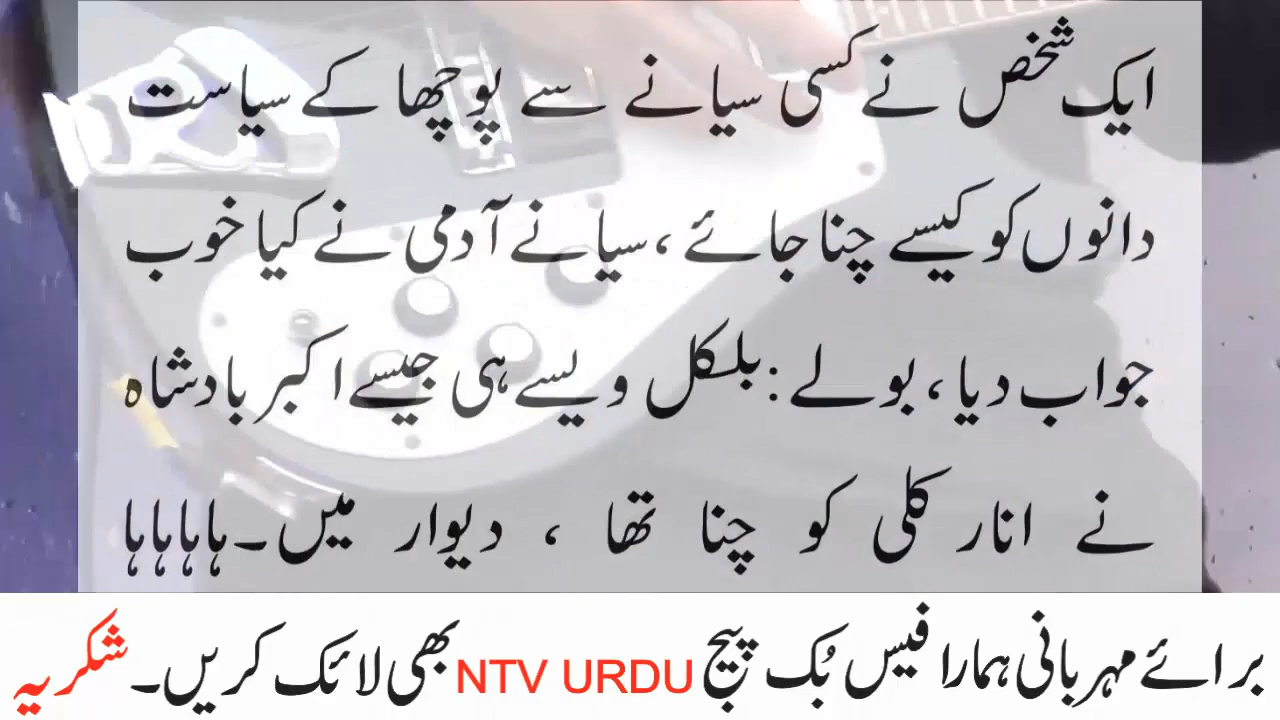 ایک شخص نے کسی سیانے سے پوچھا کے سیاست
دانوں کو کیسے چنا جائے، سیانے آدمی نے کیا خوب
جواب دیا، بولے: بلکل ویسے ہی جیسے اکبر بادشاہ
نے انار کلی کو چنا تھا ، دیوار میں۔ہاہاہاہا
برائے مہربانی ہمارا فیس بُک پیج NTV URDU بھی لائک کریں۔ شکریہ